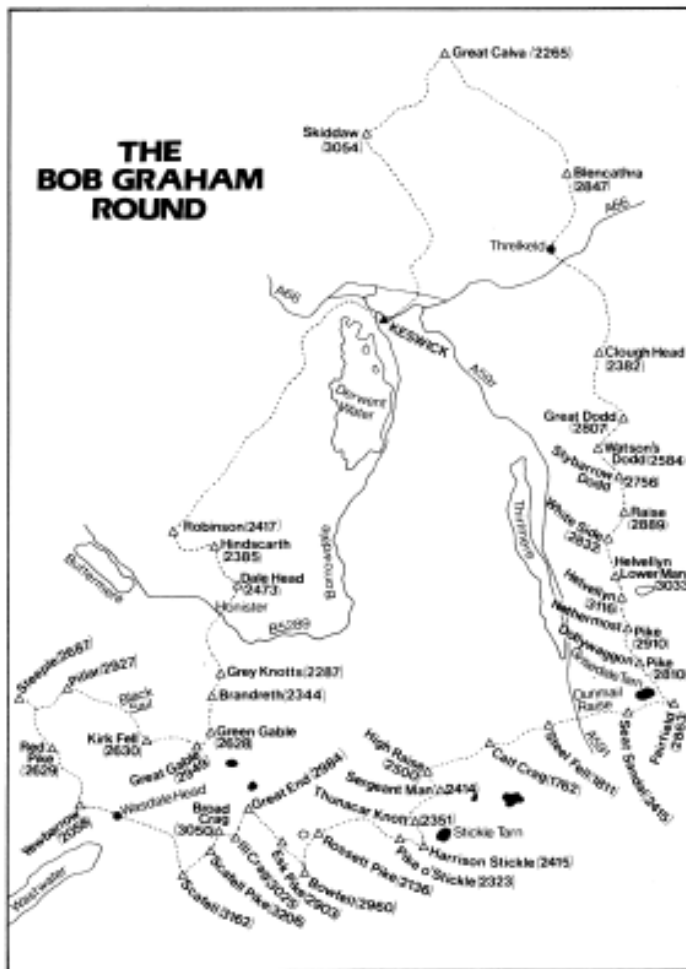 THE
BOB GRAHAM
ROUND
Great Calva (2265)
Skiddaw
(3054)
Blencathra
(2847)
A66
Threlkeld
A66
KESWICK
A591
Clough Head
(2382)
Derwent
Water
Great Dodd
(2807)
Watson's
Dodd (2584)
Stybarrow
Dodd
(2756)
Robinson (2417)
Hindscarth
(2385)
Raise
(2889)
White Side
(2832)
Thirlmere
Borrowdale
Helvellyn
Lower Man
(3033)
Dale Head
(2473)
Buttermere
Honister
Helvellyn
(3116)
B5289
Nethermost
Pike
(2910)
Dollywaggon
Pike
(2810)
Grisedale Tarn
Steeple (2687)
Pillar (2927)
Grey Knotts (2287)
Dunmail
Raise
Black
Sail
Brandreth (2344)
Fairfield
(2863)
Kirk Fell
(2630)
Green Gable
(2628)
A591
Red
Pike
(2629)
Great Gable
(2949)
High Raise
(2500)
Calf Crag (1762)
Steel Fell (1811)
Seat Sandal (2415)
Great End (2984)
Sergeant Man
2414
Wasdale Head
Broad
Crag
(3050)
Thunacar Knott
2351
Yewbarrow
(2058)
Stickle Tarn
Wastwater
Ill Crag (3025)
Rossett Pike (2136)
Harrison Stickle (2415)
Pike o'Stickle (2323)
Scafell Pike (3206)
Esk Pike (2903)
Bowfell (2960)
Scafell (3162)